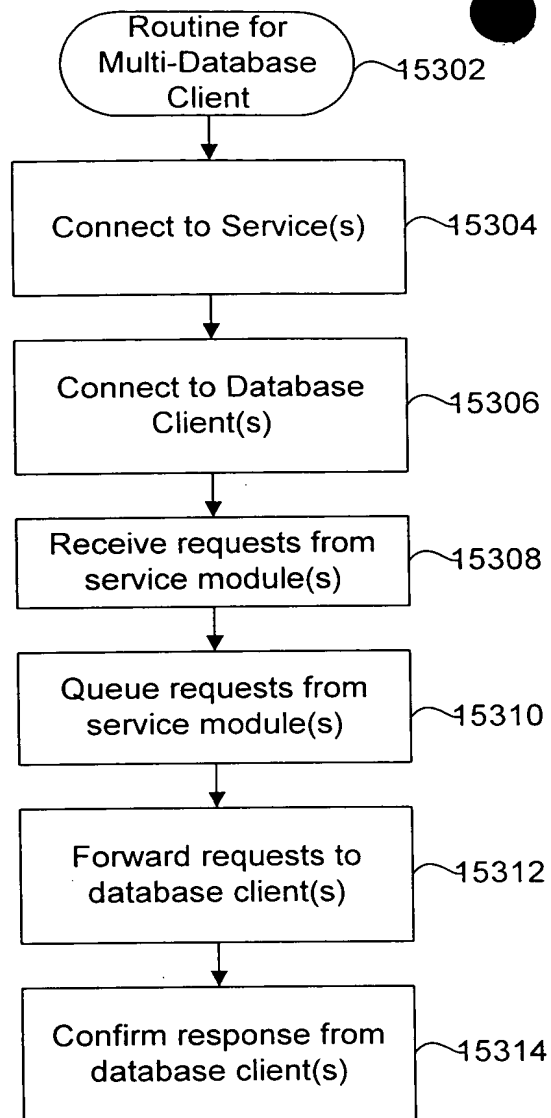 Routine for
Multi-Database
Client
15302
Connect to Service(s)
15304
Connect to Database
Client(s)
15306
Receive requests from
service module(s)
15308
Queue requests from
service module(s)
15310
Forward requests to
database client(s)
15312
Confirm response from
database client(s)
15314